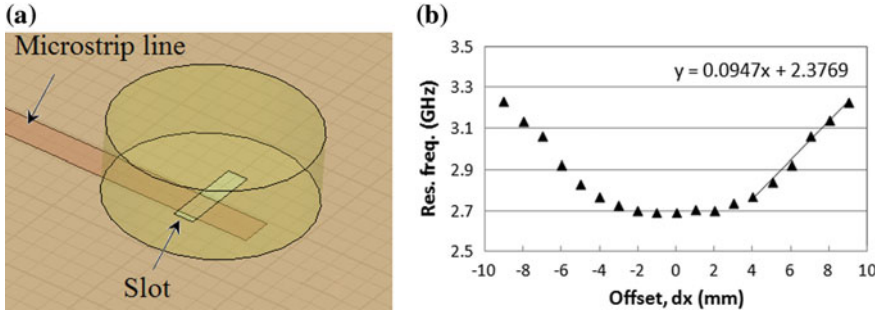 (a)
Microstrip line
Slot
(b)
y = 0.0947x + 2.3769
Res. freq. (GHz)
3.5
3.3
3.1
2.9
2.7
2.5
-10 -8 -6 -4 -2 0 2 4 6 8 10
Offset, dx (mm)